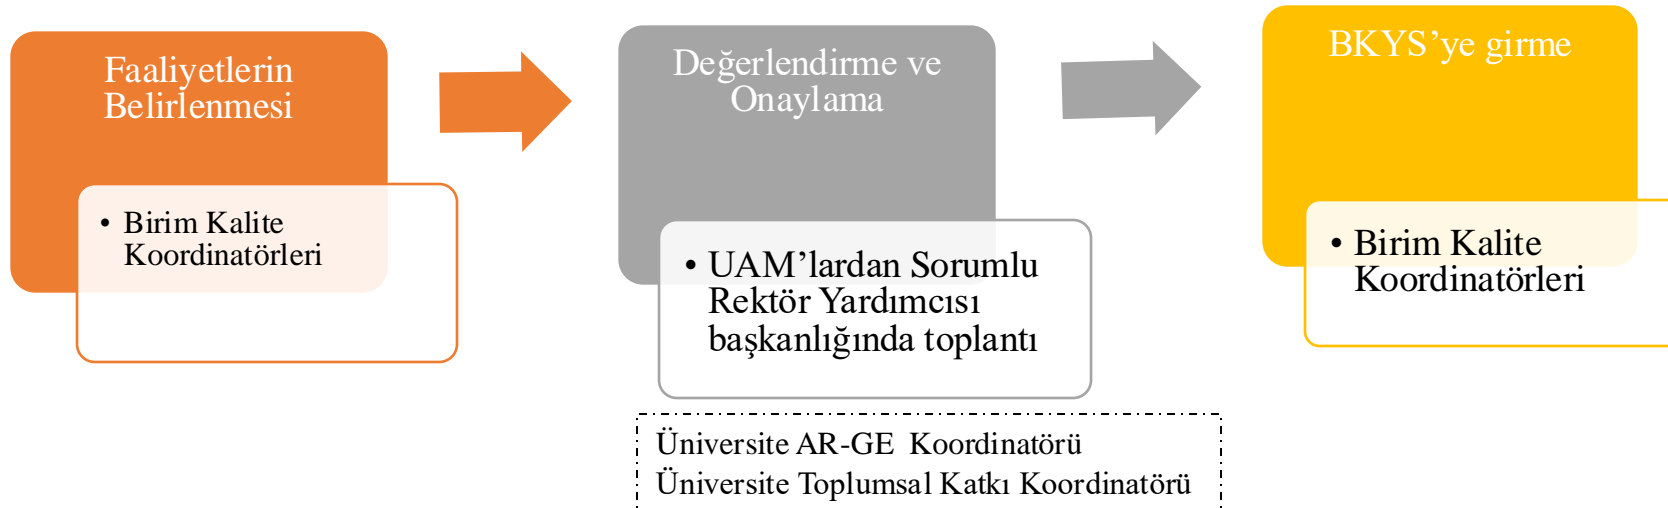 Faaliyetlerin
Belirlenmesi
• Birim Kalite
Koordinatörleri
Değerlendirme ve
Onaylama
• UAM’lardan Sorumlu
Rektör Yardımcısı
başkanlığında toplantı
Üniversite AR-GE Koordinatörü
Üniversite Toplumsal Katkı Koordinatörü
BKYS’ye girme
• Birim Kalite
Koordinatörleri